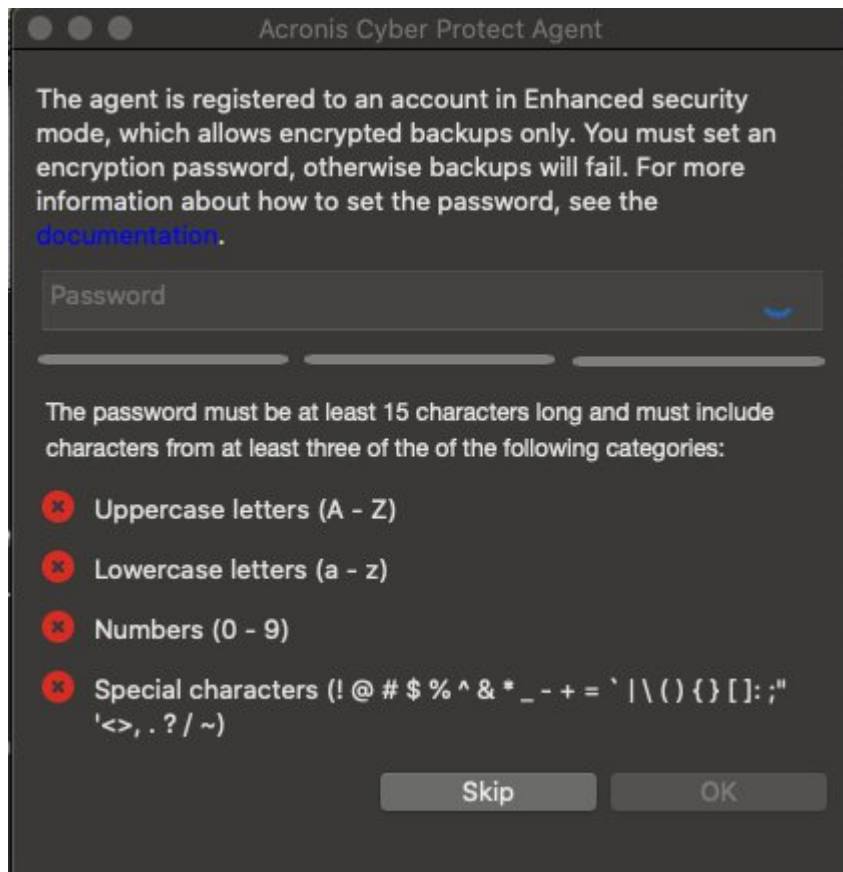 Acronis Cyber Protect Agent
The agent is registered to an account in Enhanced security
mode, which allows encrypted backups only. You must set an
encryption password, otherwise backups will fail. For more
information about how to set the password, see the
documentation.
Password
The password must be at least 15 characters long and must include
characters from at least three of the of the following categories:
Uppercase letters (A - Z)
Lowercase letters (a - z)
Numbers (0 - 9)
Special characters (! @ # $ % ^ & * _ - + = ` | \ ( ) { } [ ]: ;"
'<>, . ? / ~)
Skip
OK